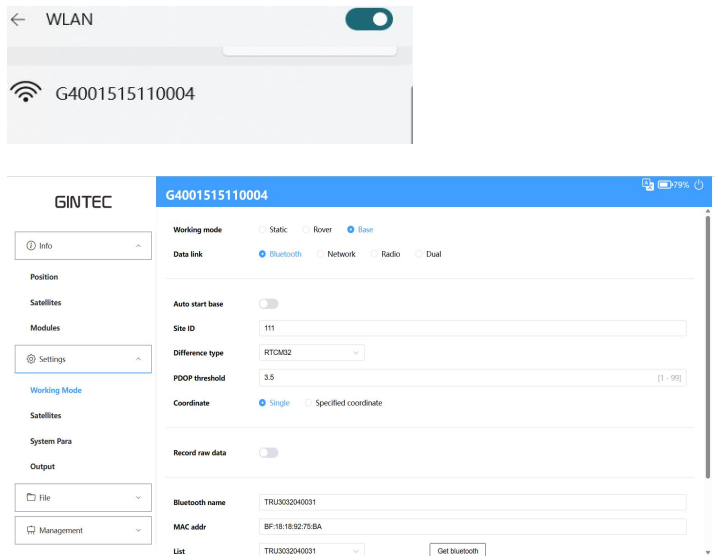 WLAN
G4001515110004
GINTEC
G4001515110004
79%
Info
Position
Satellites
Modules
Settings
Working Mode
Satellites
System Para
Output
File
Management
Working mode Static Rover Base
Data link Bluetooth Network Radio Dual
Auto start base
Site ID 111
Difference type RTCM32
PDOP threshold 3.5 [1 - 99]
Coordinate Single Specified coordinate
Record raw data
Bluetooth name TRU3032040031
MAC addr BF:18:18:92:75:BA
List TRU3032040031 Get bluetooth